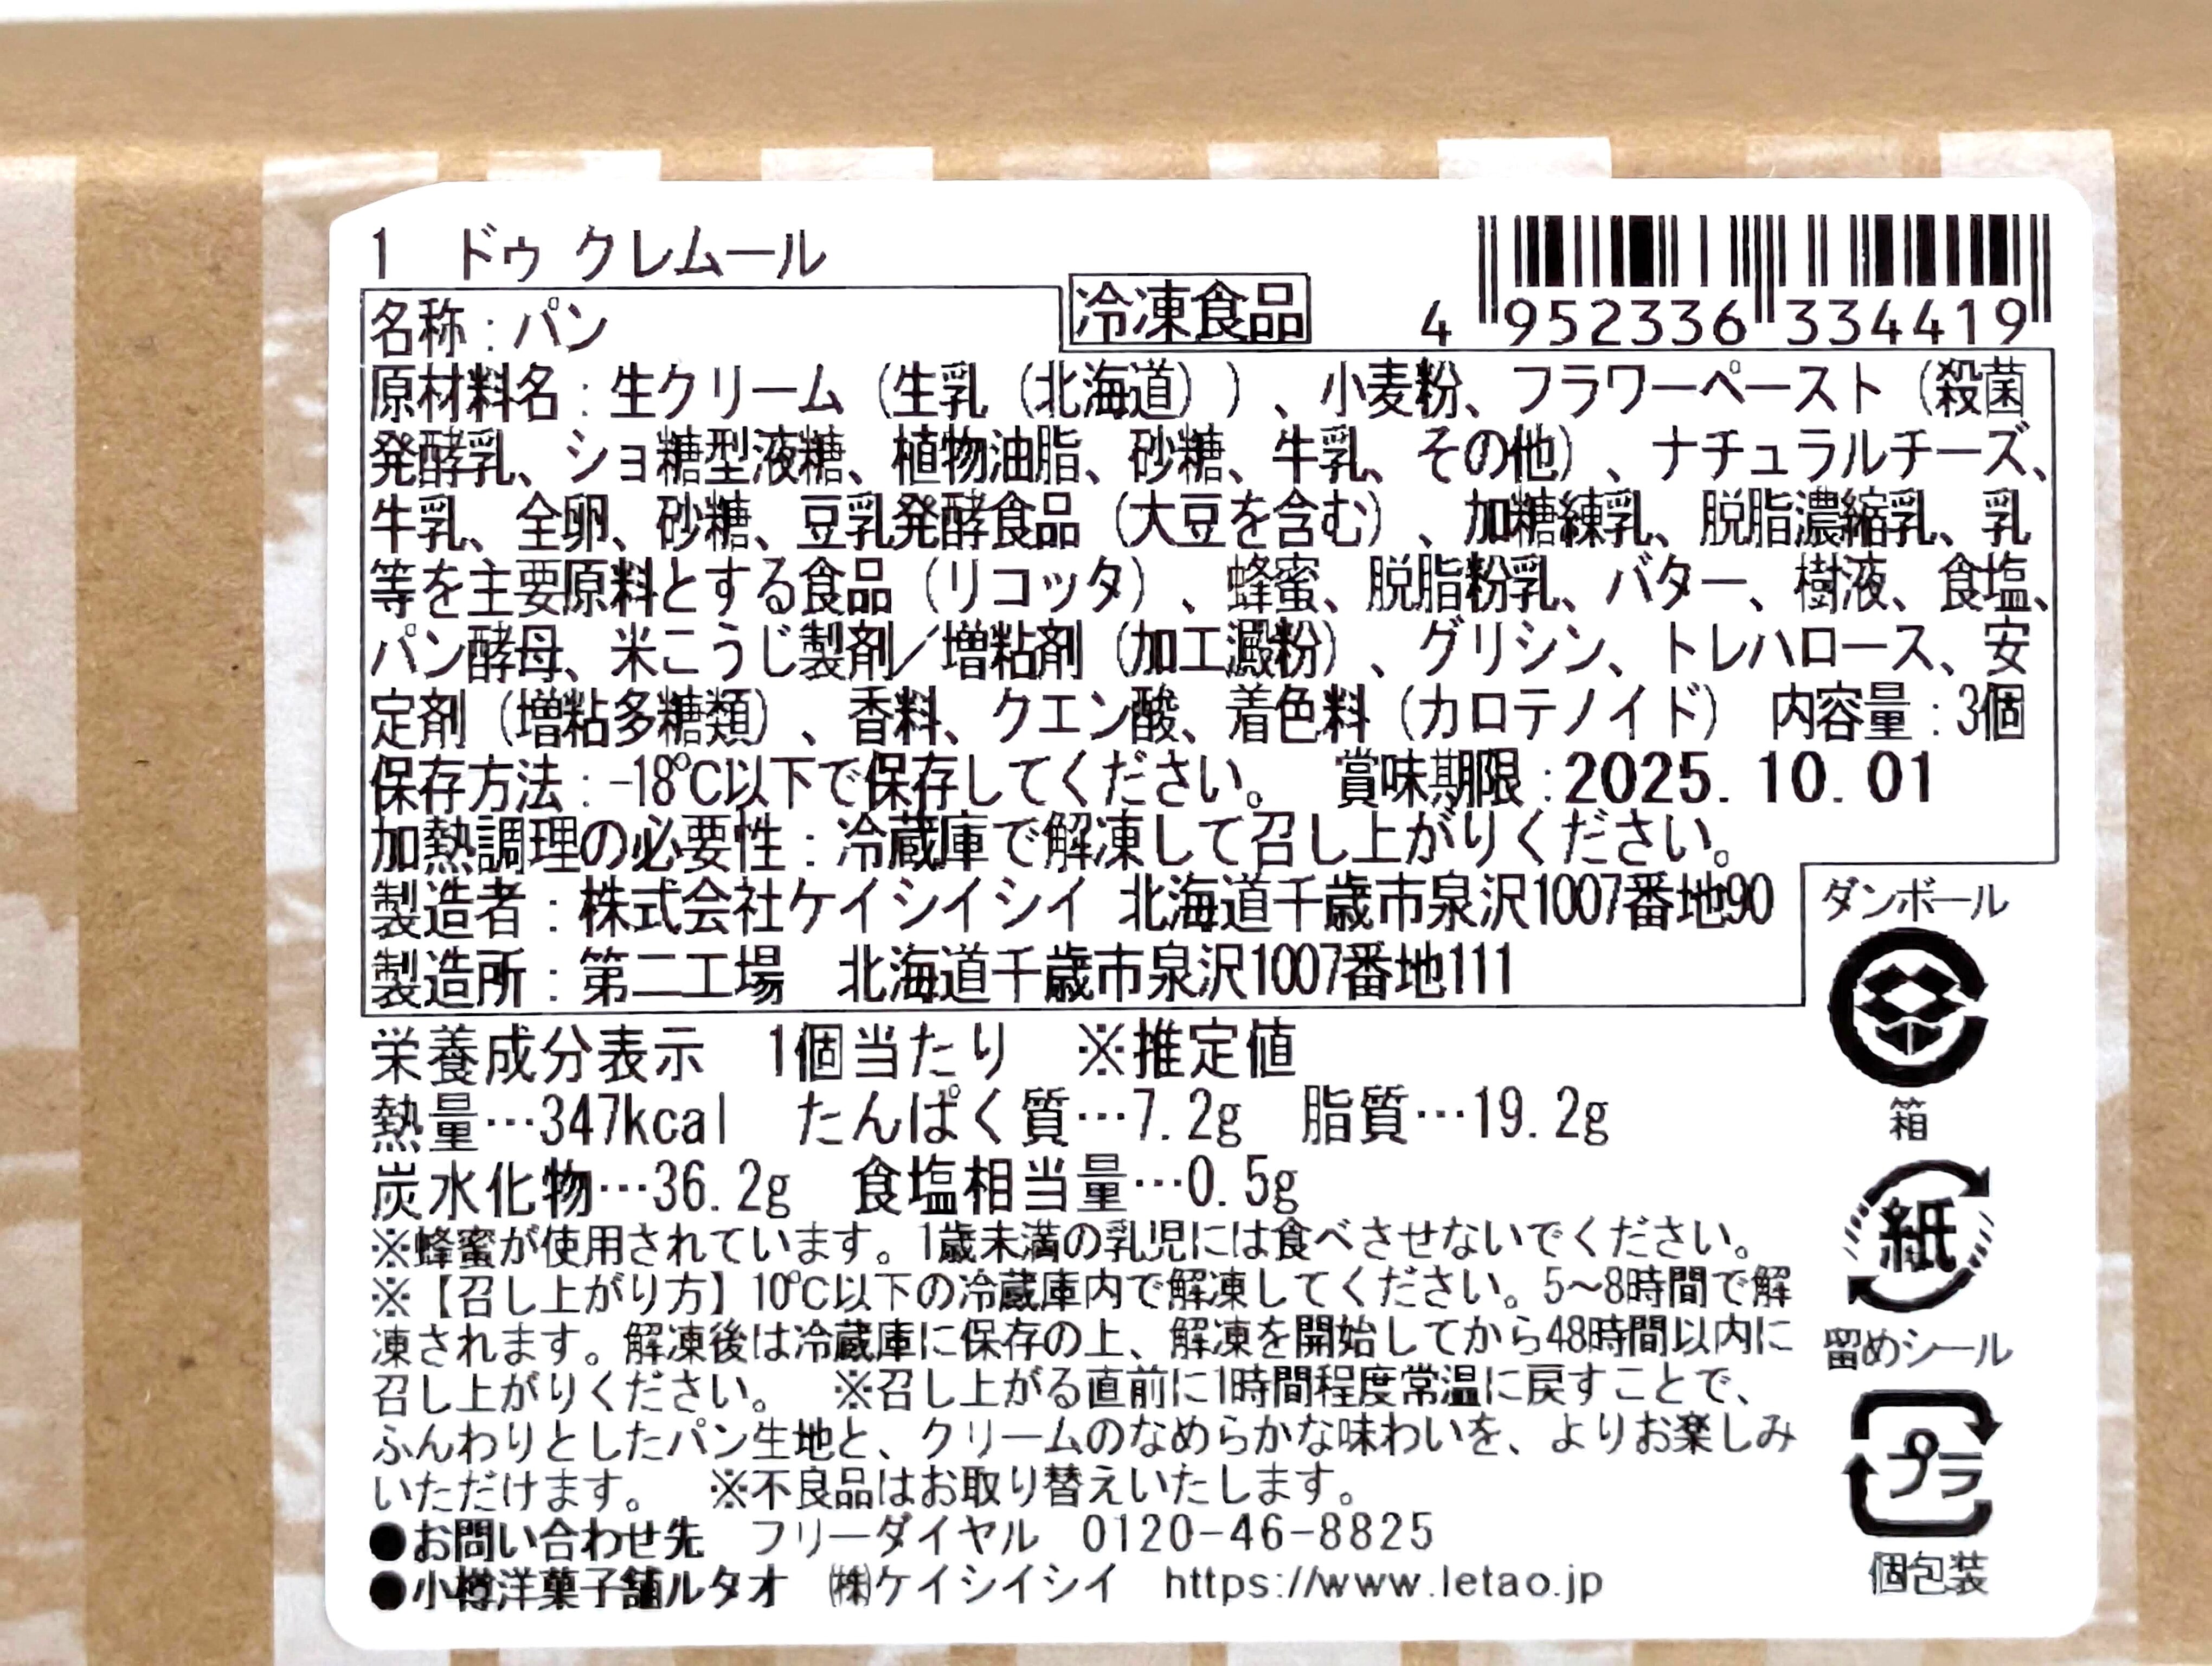 1 ドゥ クレムール
4 952336 334419
冷凍食品
名称：パン
原材料名：生クリーム（生乳（北海道））、小麦粉、フラワーペースト（殺菌
発酵乳、ショ糖型液糖、植物油脂、砂糖、牛乳、その他）、ナチュラルチーズ、
牛乳、全卵、砂糖、豆乳発酵食品（大豆を含む）、加糖練乳、脱脂濃縮乳、乳
等を主要原料とする食品（リコッタ）、蜂蜜、脱脂粉乳、バター、樹液、食塩、
パン酵母、米こうじ製剤／増粘剤（加工澱粉）、グリシン、トレハロース、安
定剤（増粘多糖類）、香料、クエン酸、着色料（カロテノイド） 内容量：3個
保存方法：-18℃以下で保存してください。 賞味期限：2025.10.01
加熱調理の必要性：冷蔵庫で解凍して召し上がりください。
製造者：株式会社ケイシイシイ 北海道千歳市泉沢1007番地90
製造所：第二工場 北海道千歳市泉沢1007番地111
栄養成分表示 1個当たり ※推定値
熱量…347kcal たんぱく質…7.2g 脂質…19.2g
炭水化物…36.2g 食塩相当量…0.5g
※蜂蜜が使用されています。1歳未満の乳児には食べさせないでください。
※【召し上がり方】10℃以下の冷蔵庫内で解凍してください。5～8時間で解
凍されます。解凍後は冷蔵庫に保存の上、解凍を開始してから48時間以内に
召し上がりください。 ※召し上がる直前に1時間程度常温に戻すことで、
ふんわりとしたパン生地と、クリームのなめらかな味わいを、よりお楽しみ
いただけます。 ※不良品はお取り替えいたします。
●お問い合わせ先 フリーダイヤル 0120-46-8825
●小樽洋菓子舗ルタオ ㈱ケイシイシイ https://www.letao.jp
ダンボール
箱
紙
留めシール
プラ
個包装